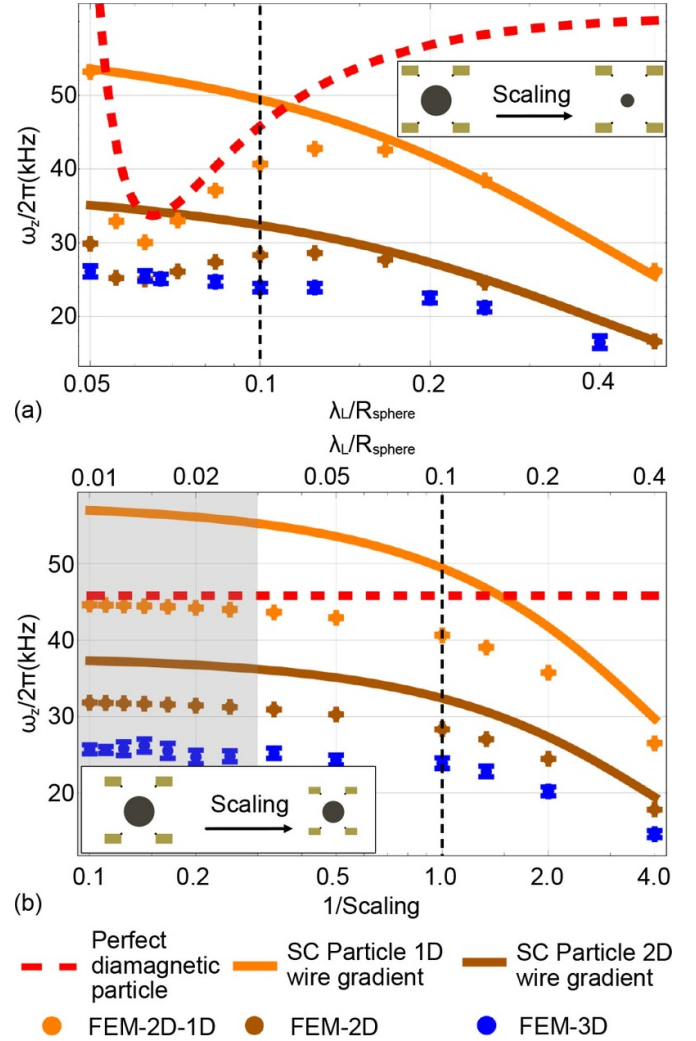 50
40
30
20
ω_z/2π(kHz)
Scaling
0.05
0.1
0.2
0.4
λ_L/R_sphere
(a)
λ_L/R_sphere
0.01
0.02
0.05
0.1
0.2
0.4
50
40
30
20
ω_z/2π(kHz)
Scaling
0.1
0.2
0.5
1.0
2.0
4.0
1/Scaling
(b)
Perfect
diamagnetic
particle
SC Particle 1D
wire gradient
SC Particle 2D
wire gradient
FEM-2D-1D
FEM-2D
FEM-3D